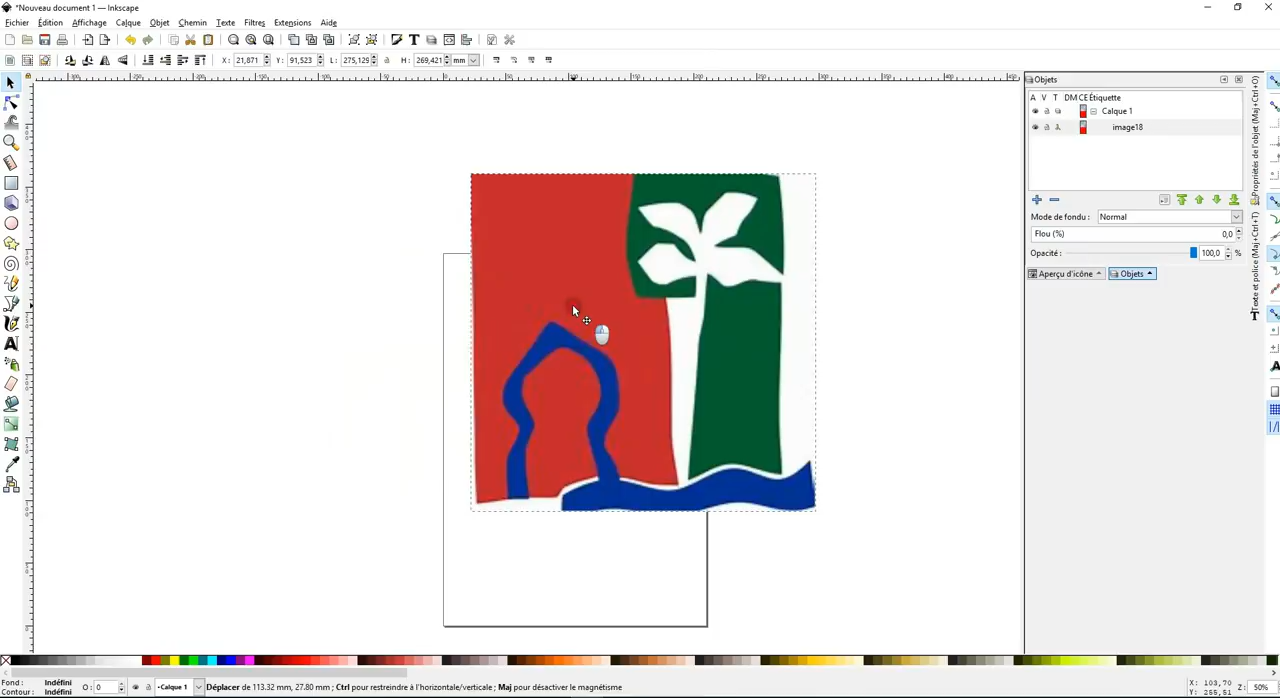 *Nouveau document 1 — Inkscape
Fichier Édition Affichage Calque Objet Chemin Texte Filtres Extensions Aide
X: 21,871 Y: 91,523 L: 275,129 H: 269,421 mm
Objets
A V T DM CE Étiquette
Calque 1
image18
Mode de fond : Normal
Flou (%) 0,0
Opacité : 100,0 %
Aperçu d'icône Objets
Propriétés de l'objet (Maj+Ctrl+O)
Texte et police (Maj+Ctrl+T)
Fond : Indéfini
Contour : Indéfini
O: 0
•Calque 1
Déplacer de 113.32 mm, 27.80 mm ; Ctrl pour restreindre à l'horizontale/verticale ; Maj pour désactiver le magnétisme
X: 103,70
Y: 255,51
Z: 50%